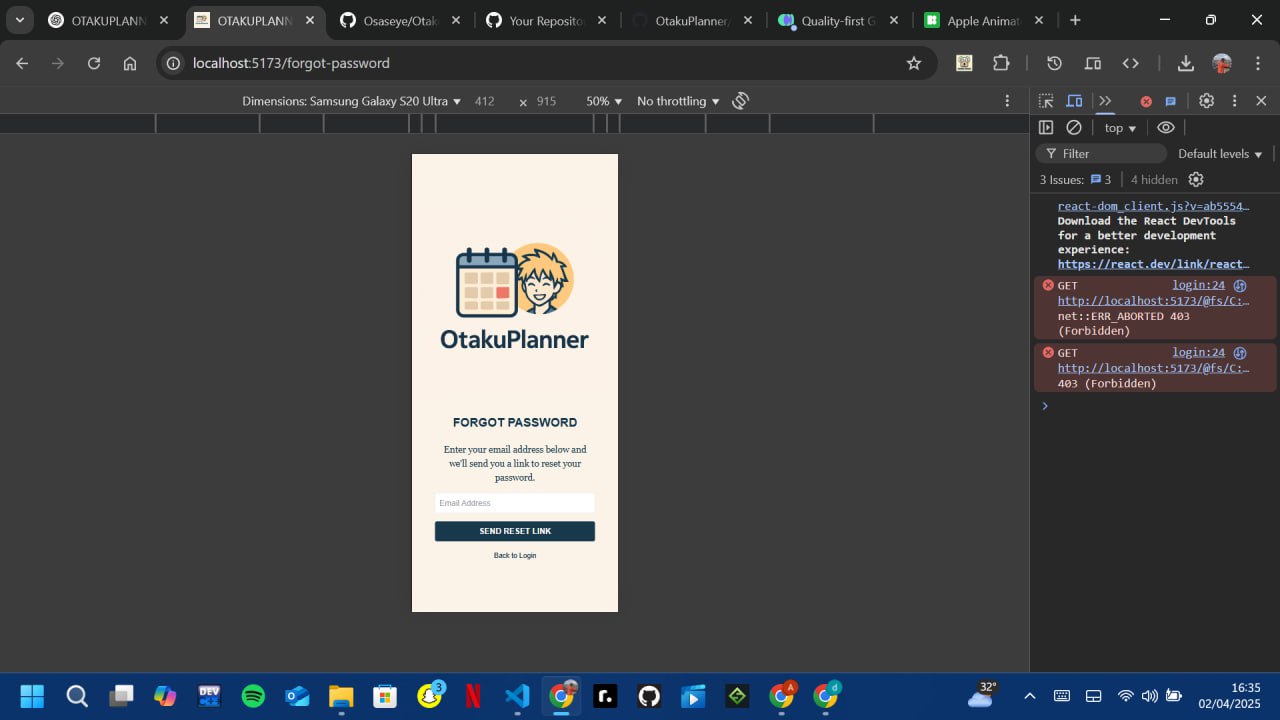 OTAKUPLANN
OTAKUPLANN
Gaseye/Otak
Your Reposito
OtakuPlanner,
Quality-first G
Apple Animat
localhost:5173/forgot-password
Dimensions: Samsung Galaxy S20 Ultra
412
×
915
50%
No throttling
top
Filter
Default levels
3 Issues:
3
4 hidden
react-dom_client.js?v=ab5554…
Download the React DevTools
for a better development
experience:
https://react.dev/link/react…
GET
login:24
http://localhost:5173/@fs/C:…
net::ERR_ABORTED 403
(Forbidden)
GET
login:24
http://localhost:5173/@fs/C:…
403 (Forbidden)
OtakuPlanner
FORGOT PASSWORD
Enter your email address below and
we'll send you a link to reset your
password.
Email Address
SEND RESET LINK
Back to Login
DEV
3
A
d
32°
16:35
02/04/2025